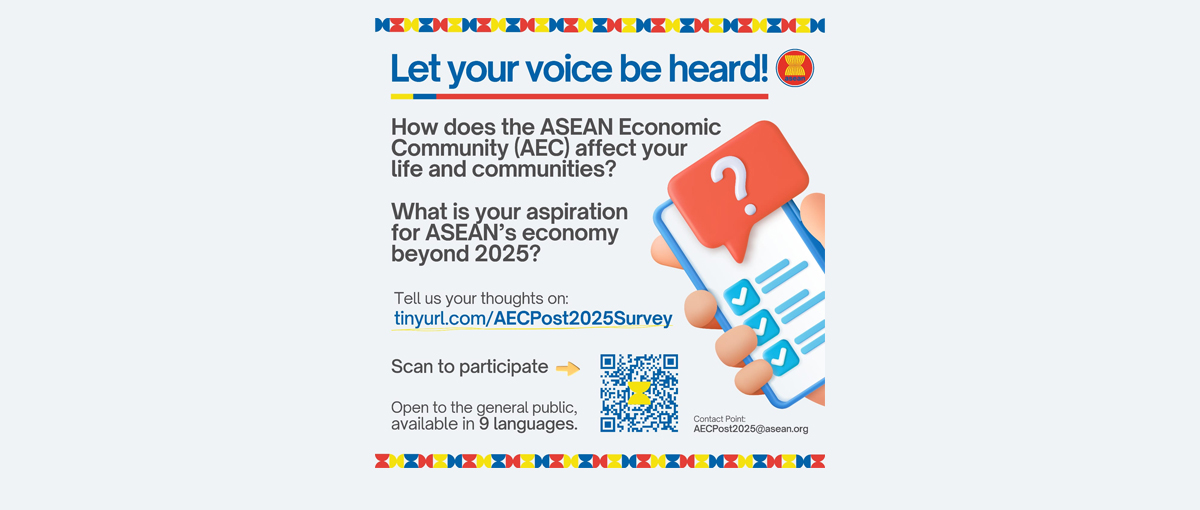 Let your voice be heard!
asean
How does the ASEAN Economic
Community (AEC) affect your
life and communities?
What is your aspiration
for ASEAN's economy
beyond 2025?
Tell us your thoughts on:
tinyurl.com/AECPost2025Survey
Scan to participate
Open to the general public,
available in 9 languages.
Contact Point:
AECPost2025@asean.org
?